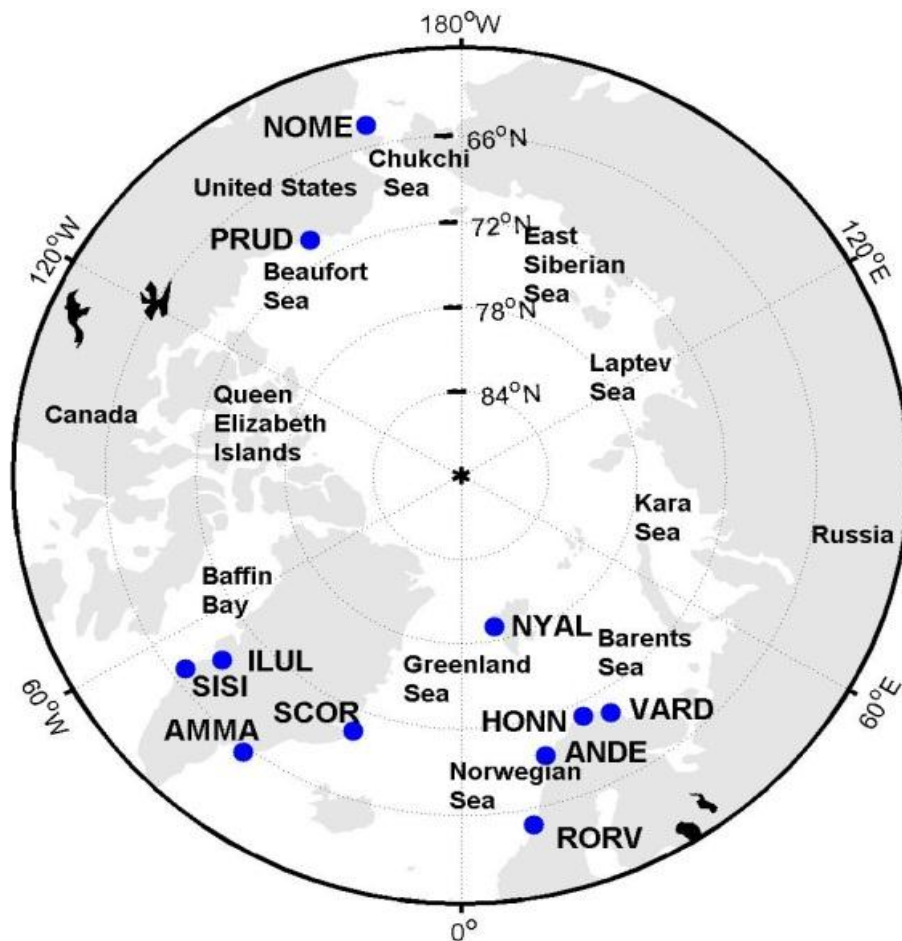 180°W
NOME
66°N
Chukchi
Sea
United States
72°N
PRUD
East
Siberian
Sea
120°W
120°E
Beaufort
Sea
78°N
Laptev
Sea
84°N
Queen
Elizabeth
Islands
Canada
Kara
Sea
Russia
Baffin
Bay
NYAL
Barents
Sea
ILUL
Greenland
Sea
SISI
60°W
60°E
SCOR
HONN
VARD
AMMA
ANDE
Norwegian
Sea
RORV
0°